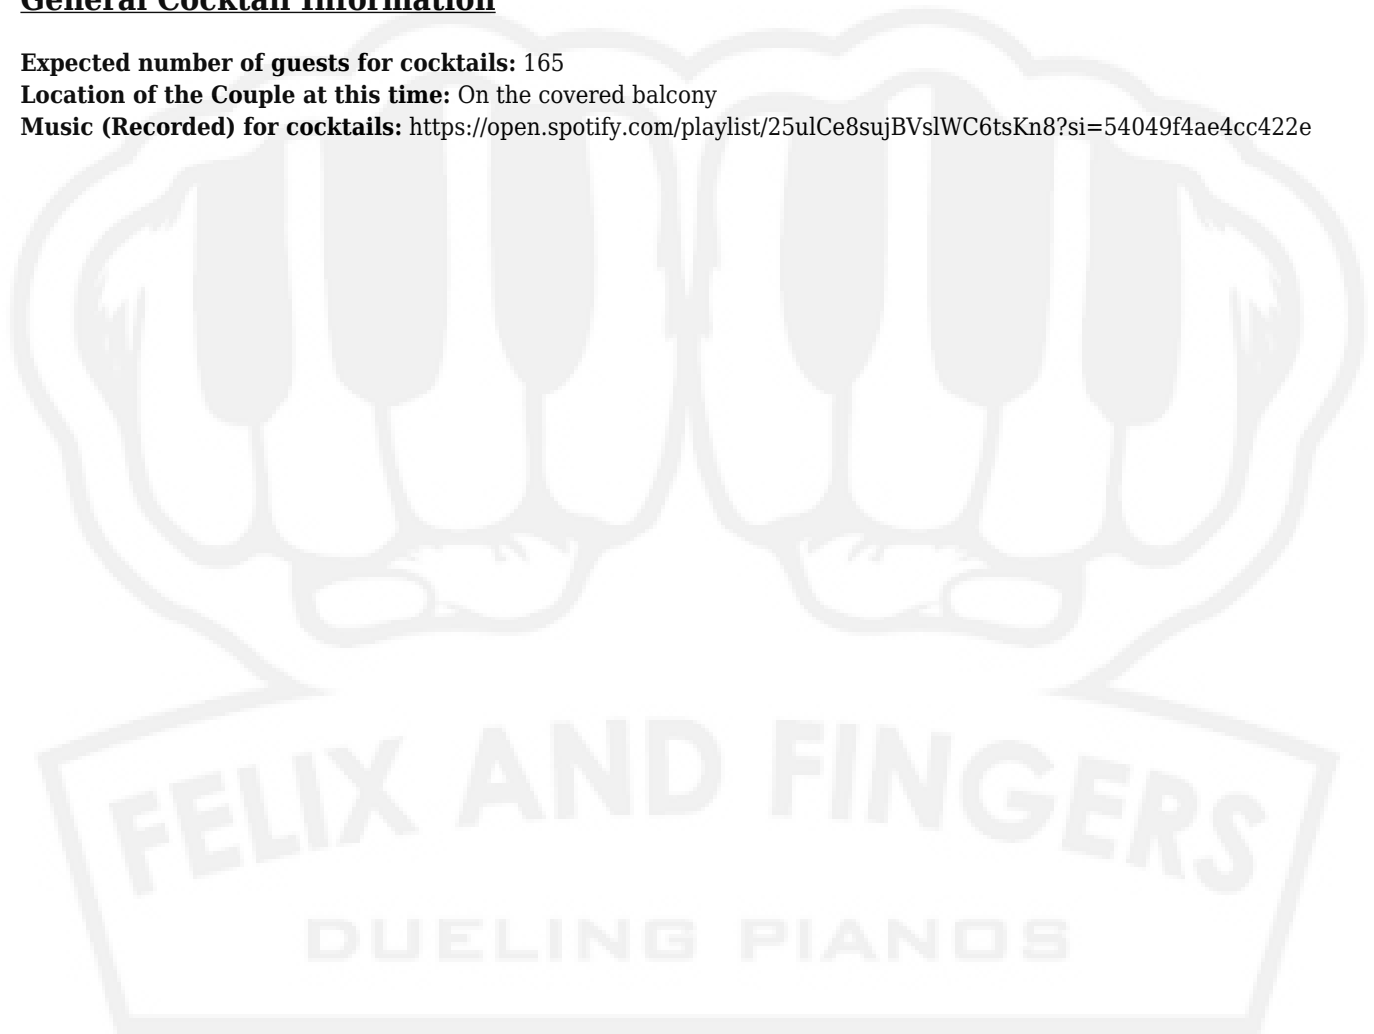 General Cocktail Information
Expected number of guests for cocktails: 165
Location of the Couple at this time: On the covered balcony
Music (Recorded) for cocktails: https://open.spotify.com/playlist/25ulCe8sujBVslWC6tsKn8?si=54049f4ae4cc422e
FELIX AND FINGERS
DUELING PIANOS